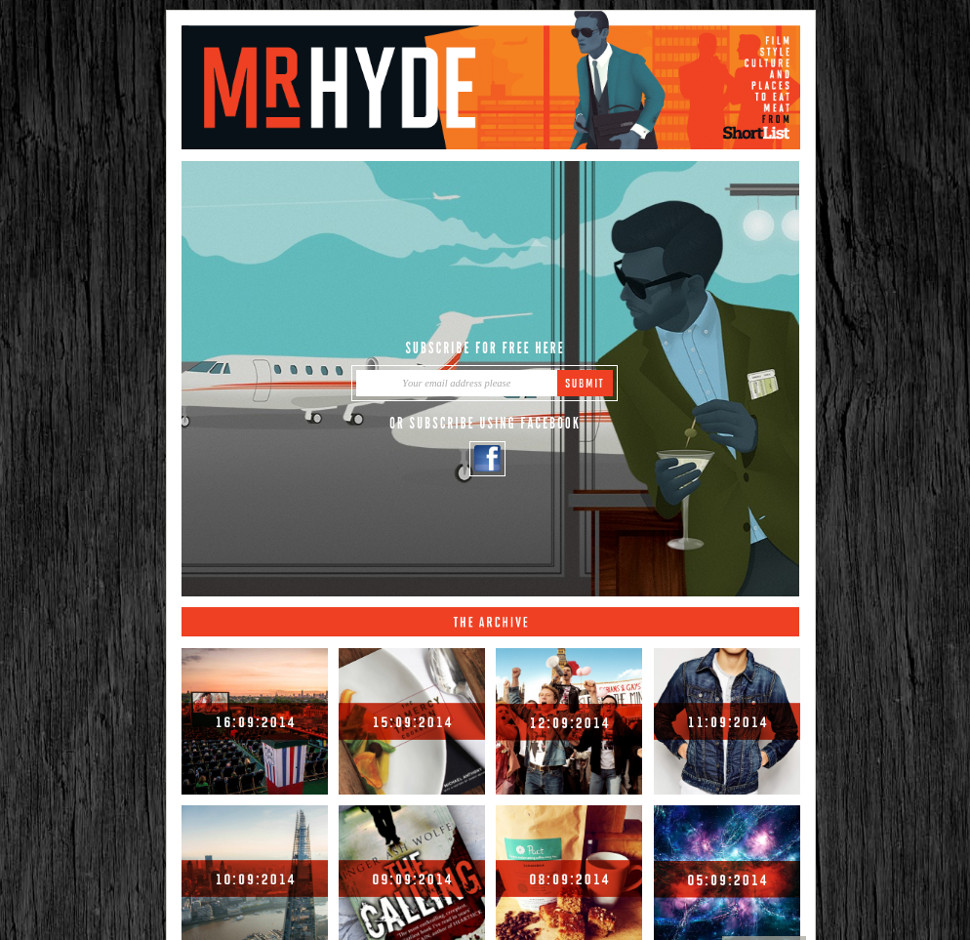 MR HYDE
FILM
STYLE
CULTURE
AND
PLACES
TO EAT
MEAT
FROM
ShortList
SUBSCRIBE FOR FREE HERE
Your email address please
SUBMIT
OR SUBSCRIBE USING FACEBOOK
f
THE ARCHIVE
16:09:2014
15:09:2014
12:09:2014
11:09:2014
10:09:2014
09:09:2014
08:09:2014
05:09:2014
THE
CALLING